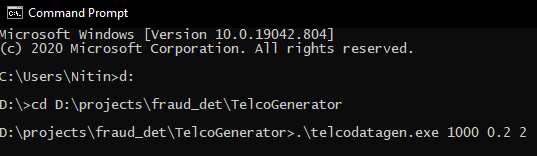 Command Prompt
Microsoft Windows [Version 10.0.19042.804]
(c) 2020 Microsoft Corporation. All rights reserved.
C:\Users\Nitin>d:
D:\>cd D:\projects\fraud_det\TelcoGenerator
D:\projects\fraud_det\TelcoGenerator>.\telcodatagen.exe 1000 0.2 2